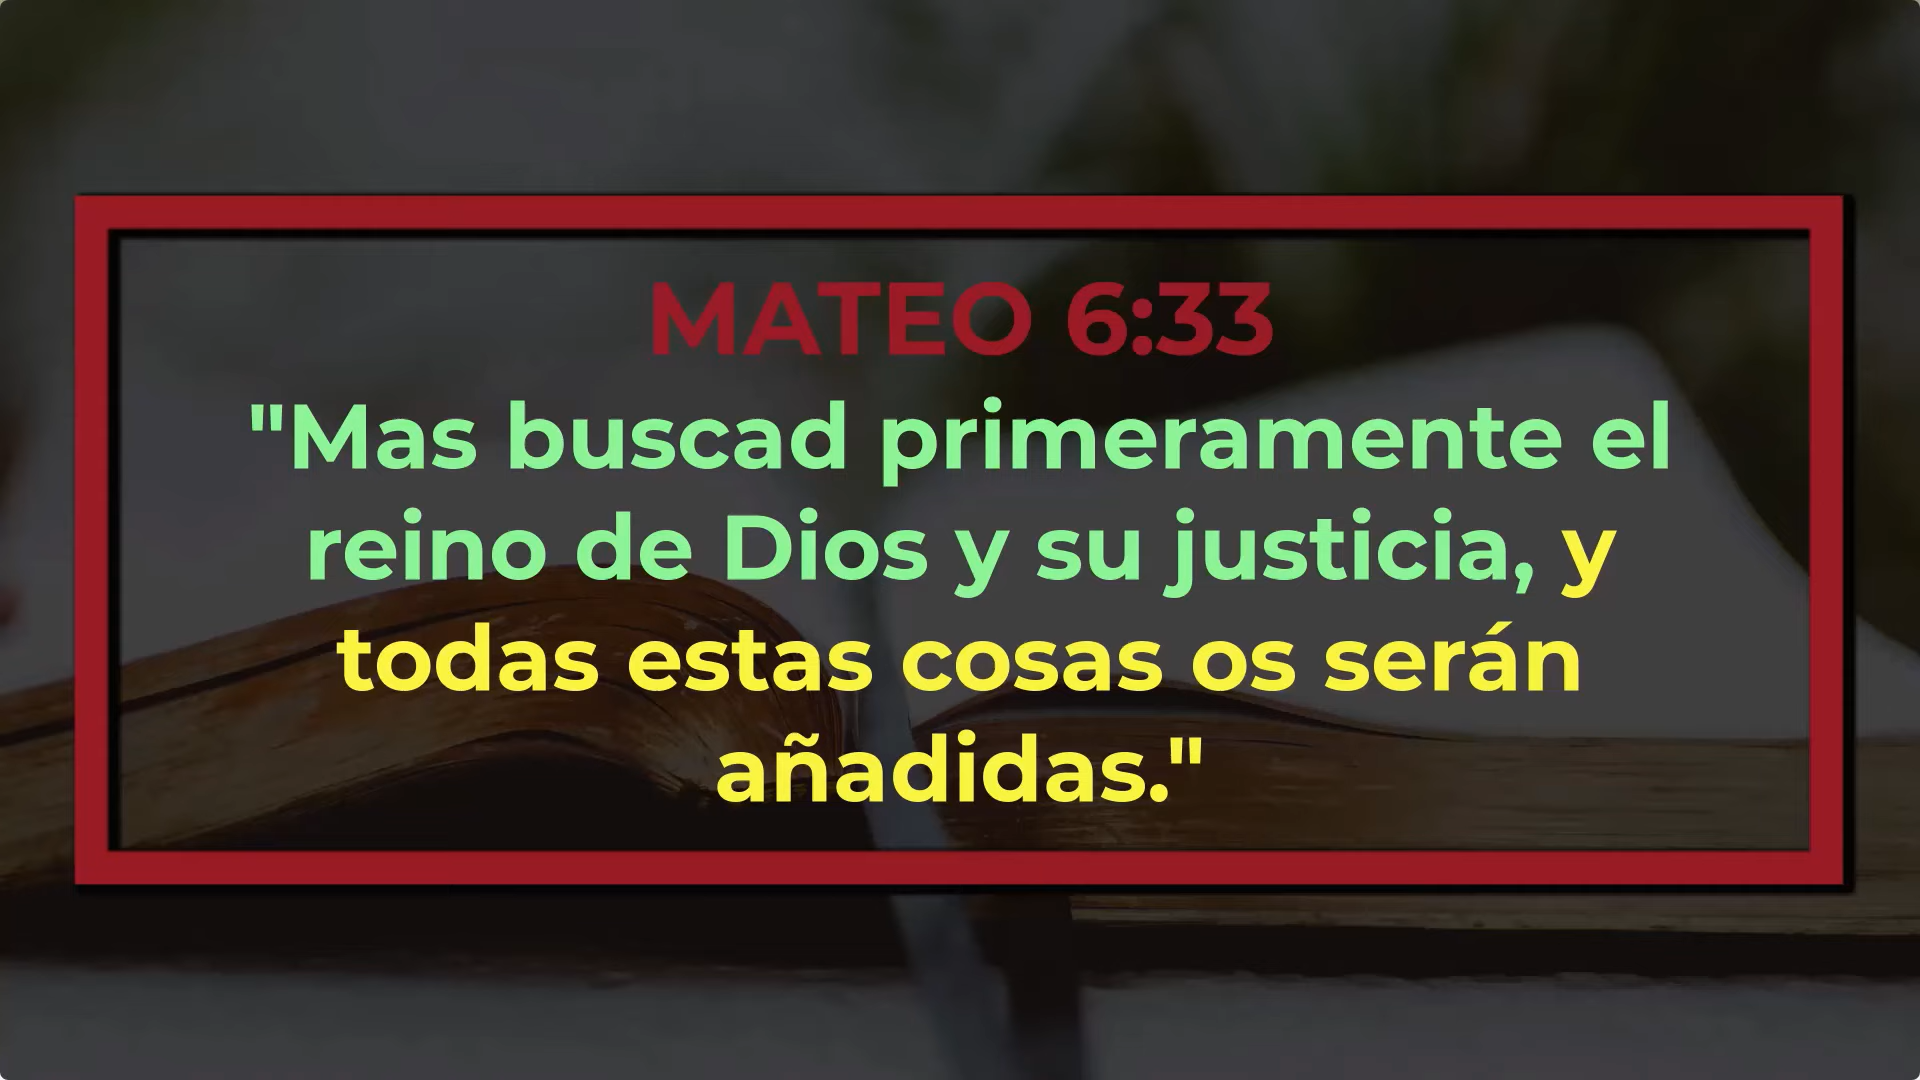 MATEO 6:33
"Mas buscad primeramente el
reino de Dios y su justicia, y
todas estas cosas os serán
añadidas."